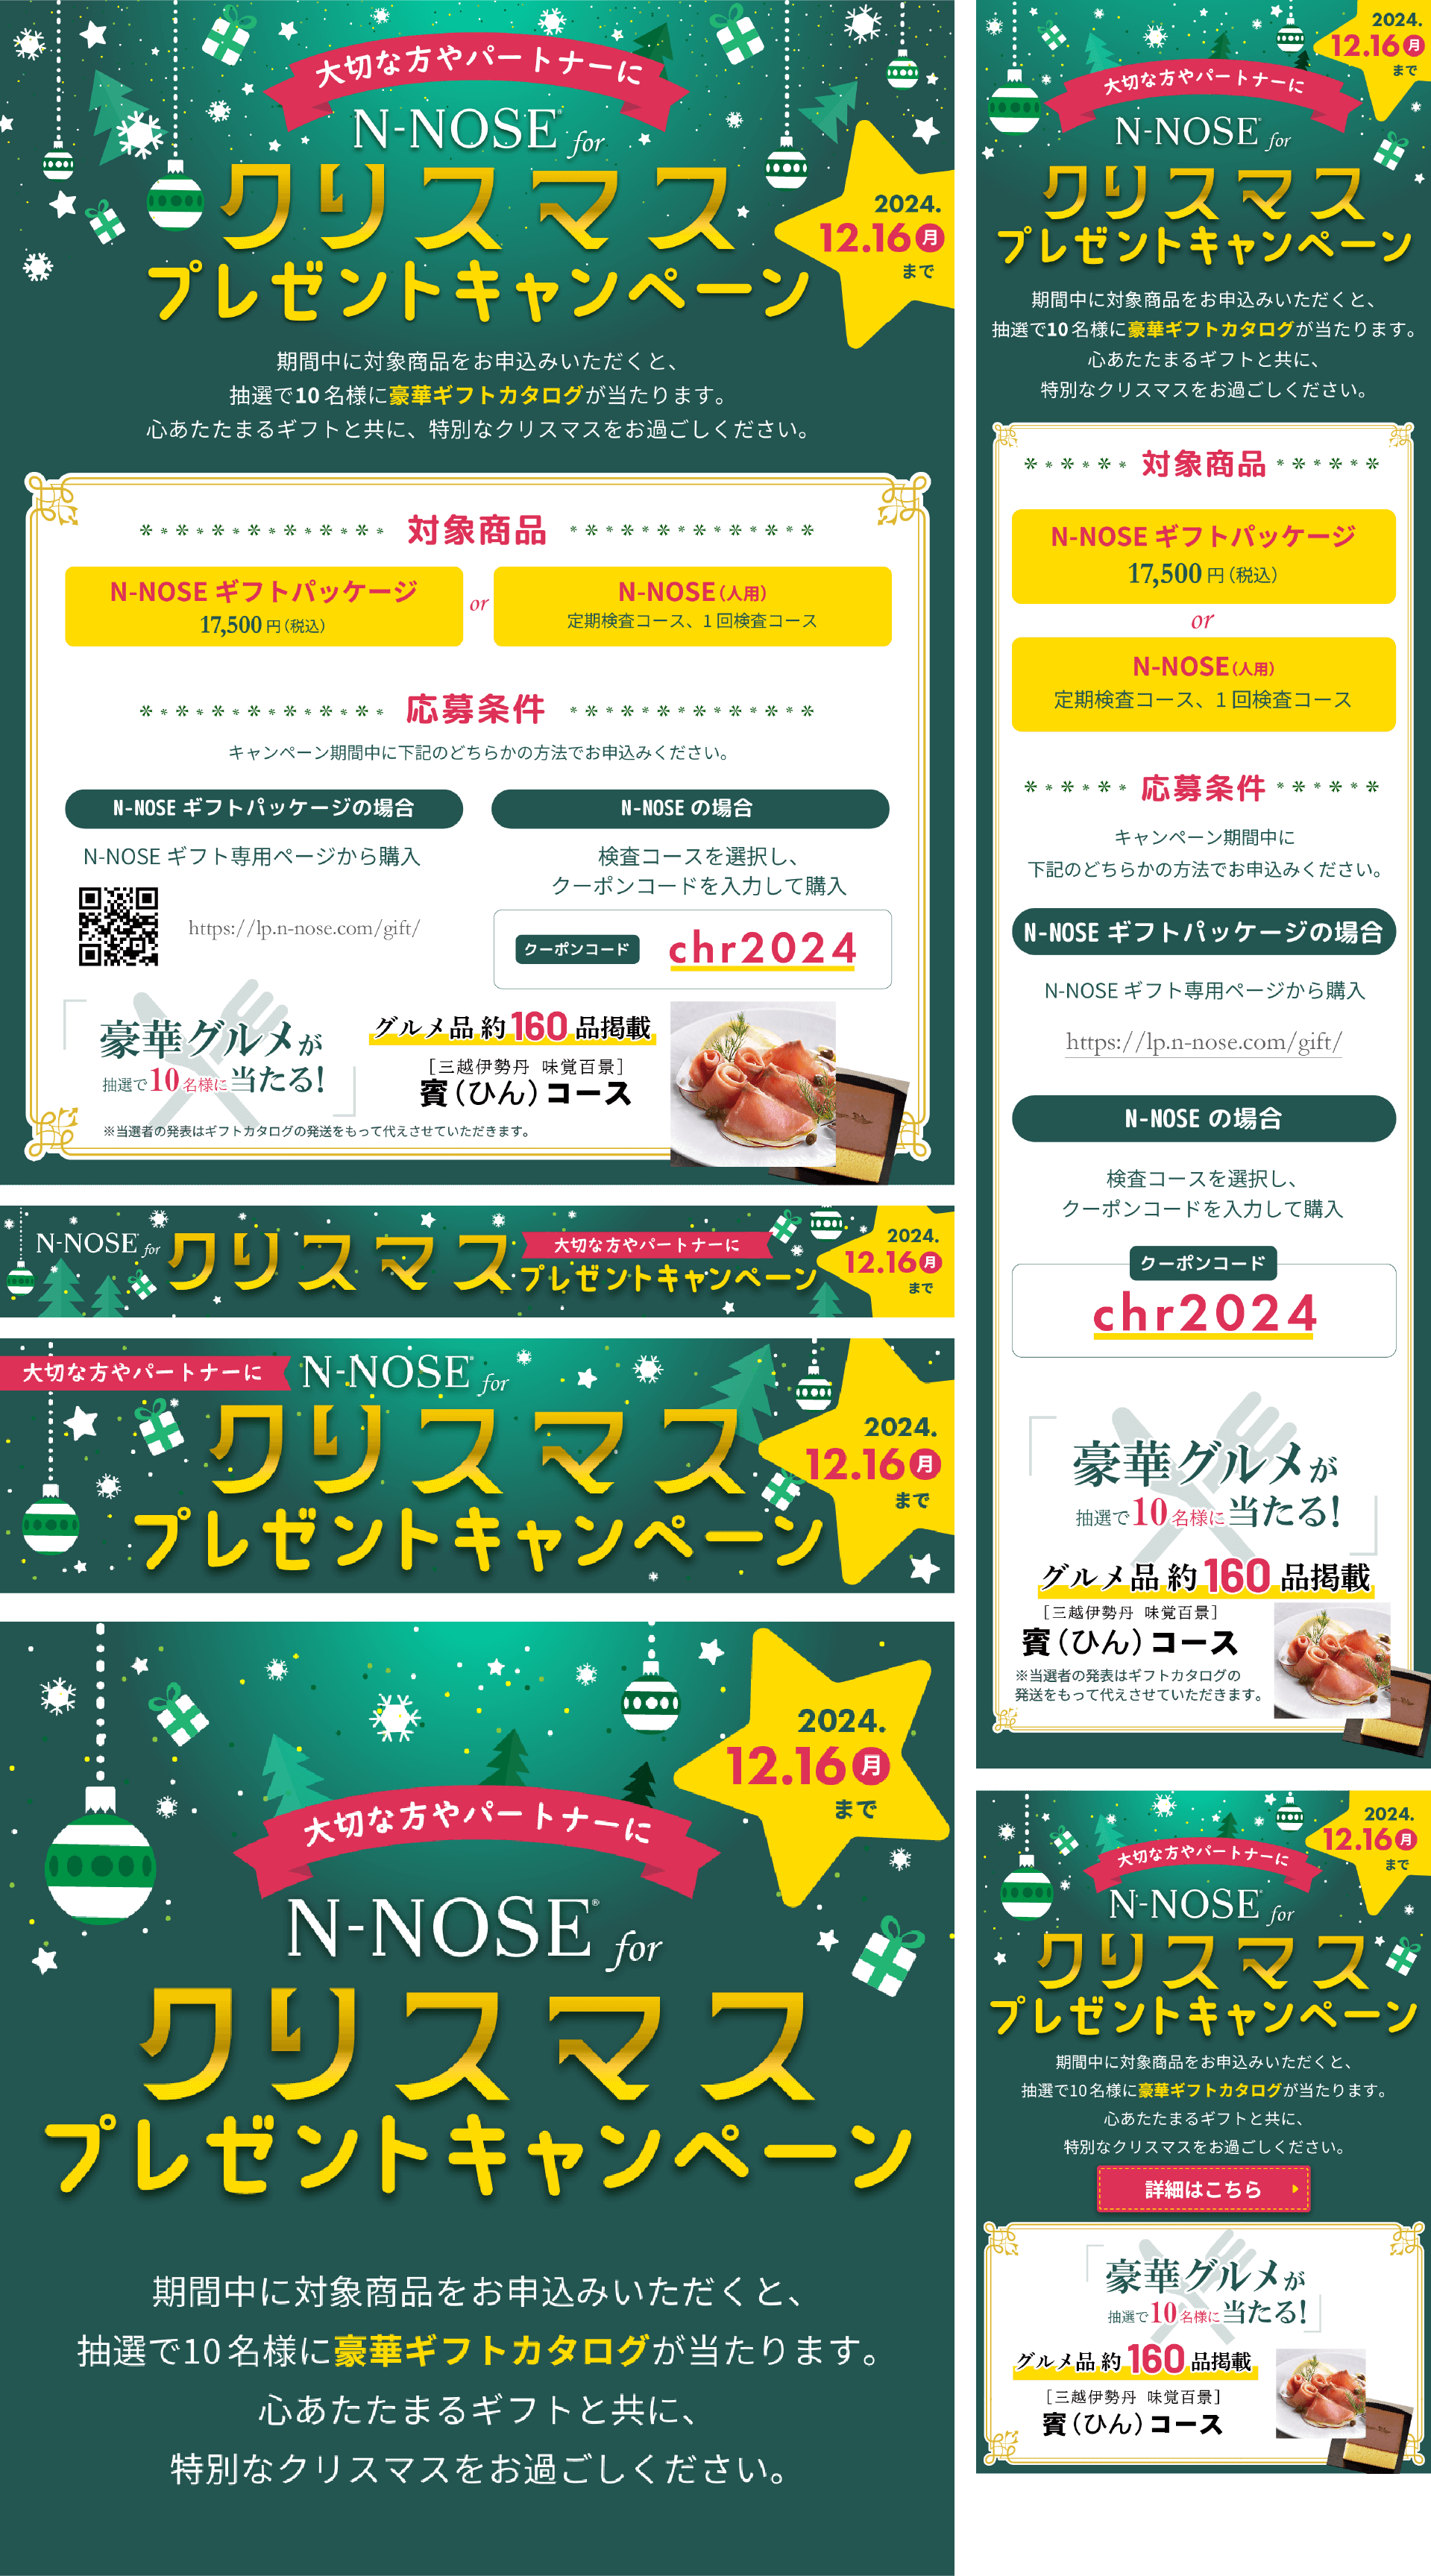 大切な方やパートナーに
N-NOSE® for
クリスマス
プレゼントキャンペーン
2024.
12.16月
まで
期間中に対象商品をお申込みいただくと、
抽選で10名様に豪華ギフトカタログが当たります。
心あたたまるギフトと共に、特別なクリスマスをお過ごしください。
対象商品
N-NOSE ギフトパッケージ
17,500円(税込)
or
N-NOSE(人用)
定期検査コース、1回検査コース
応募条件
キャンペーン期間中に下記のどちらかの方法でお申込みください。
N-NOSE ギフトパッケージの場合
N-NOSE ギフト専用ページから購入
https://lp.n-nose.com/gift/
N-NOSE の場合
検査コースを選択し、
クーポンコードを入力して購入
クーポンコード
chr2024
「豪華グルメが
抽選で10名様に当たる!」
グルメ品 約160品掲載
[三越伊勢丹 味覚百景]
賓(ひん)コース
※当選者の発表はギフトカタログの発送をもって代えさせていただきます。
N-NOSE® for
クリスマス
大切な方やパートナーに
プレゼントキャンペーン
2024.
12.16月
まで
大切な方やパートナーに
N-NOSE® for
クリスマス
プレゼントキャンペーン
2024.
12.16月
まで
2024.
12.16月
まで
大切な方やパートナーに
N-NOSE® for
クリスマス
プレゼントキャンペーン
期間中に対象商品をお申込みいただくと、
抽選で10名様に豪華ギフトカタログが当たります。
心あたたまるギフトと共に、
特別なクリスマスをお過ごしください。
2024.
12.16月
まで
大切な方やパートナーに
N-NOSE® for
クリスマス
プレゼントキャンペーン
期間中に対象商品をお申込みいただくと、
抽選で10名様に豪華ギフトカタログが当たります。
心あたたまるギフトと共に、
特別なクリスマスをお過ごしください。
対象商品
N-NOSE ギフトパッケージ
17,500円(税込)
or
N-NOSE(人用)
定期検査コース、1回検査コース
応募条件
キャンペーン期間中に
下記のどちらかの方法でお申込みください。
N-NOSE ギフトパッケージの場合
N-NOSE ギフト専用ページから購入
https://lp.n-nose.com/gift/
N-NOSE の場合
検査コースを選択し、
クーポンコードを入力して購入
クーポンコード
chr2024
「豪華グルメが
抽選で10名様に当たる!」
グルメ品 約160品掲載
[三越伊勢丹 味覚百景]
賓(ひん)コース
※当選者の発表はギフトカタログの
発送をもって代えさせていただきます。
2024.
12.16月
まで
大切な方やパートナーに
N-NOSE® for
クリスマス
プレゼントキャンペーン
期間中に対象商品をお申込みいただくと、
抽選で10名様に豪華ギフトカタログが当たります。
心あたたまるギフトと共に、
特別なクリスマスをお過ごしください。
詳細はこちら
「豪華グルメが
抽選で10名様に当たる!」
グルメ品 約160品掲載
[三越伊勢丹 味覚百景]
賓(ひん)コース